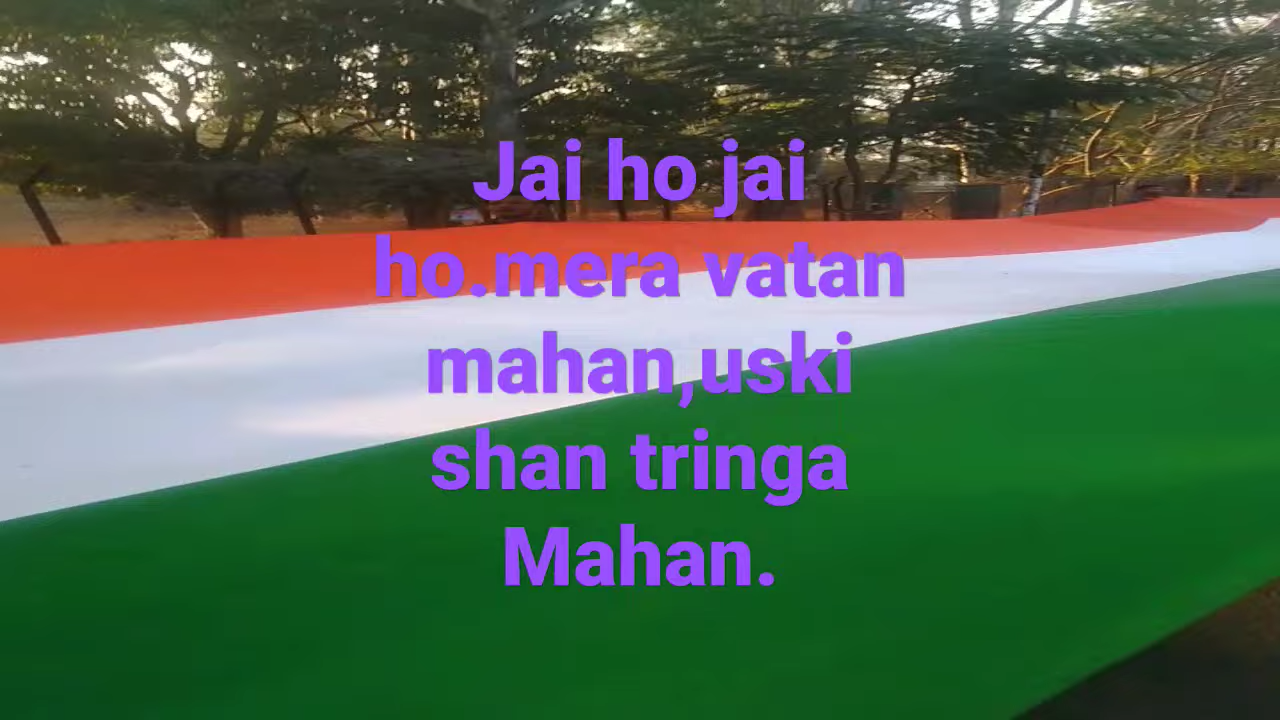 Jai ho jai
ho.mera vatan
mahan,uski
shan tringa
Mahan.